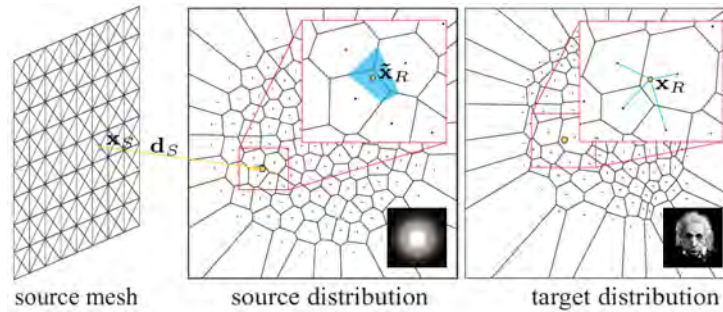 x̃_R
x_R
x_S
d_S
source mesh
source distribution
target distribution